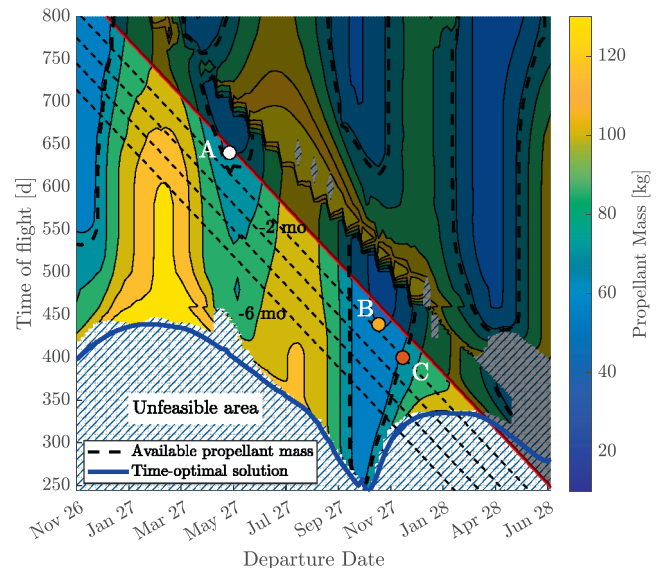 800
750
700
650
600
550
500
450
400
350
300
250
Time of flight [d]
A
-2 mo
-6 mo
B
C
Unfeasible area
Available propellant mass
Time-optimal solution
Nov 26
Jan 27
Mar 27
May 27
Jul 27
Sep 27
Nov 27
Jan 28
Apr 28
Jun 28
Departure Date
120
100
80
60
40
20
Propellant Mass [kg]